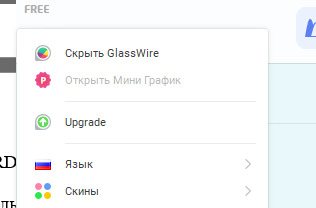 FREE
Скрыть GlassWire
Открыть Мини График
Upgrade
Язык
Скины